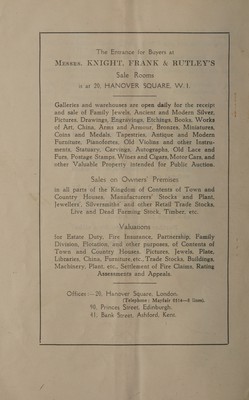 The Entrance for Buyers at
MESSRS. KNIGHT, FRANK & RUTLEY'S
Sale Rooms
is at 20, HANOVER SQUARE, W. 1.
Galleries and warehouses are open daily for the receipt
and sale of Family Jewels, Ancient and Modern Silver,
Pictures, Drawings, Engravings, Etchings, Books, Works
of Art, China, Arms and Armour, Bronzes, Miniatures,
Coins and Medals, Tapestries, Antique and Modern
Furniture, Pianofortes, Old Violins and other Instru-
ments, Statuary, Carvings, Autographs, Old Lace and
Furs, Postage Stamps, Wines and Cigars, Motor Cars, and
other Valuable Property intended for Public Auction.
Sales on Owners' Premises
in all parts of the Kingdom of Contents of Town and
Country Houses, Manufacturers' Stocks and Plant,
Jewellers', Silversmiths' and other Retail Trade Stocks,
Live and Dead Farming Stock, Timber, etc.
Valuations
for Estate Duty, Fire Insurance, Partnership, Family
Division, Flotation, and other purposes, of Contents of
Town and Country Houses, Pictures, Jewels, Plate,
Libraries, China, Furniture, etc., Trade Stocks, Buildings,
Machinery, Plant, etc., Settlement of Fire Claims, Rating
Assessments and Appeals.
Offices :- 20, Hanover Square, London,
(Telephone: Mayfair
90, Princes Street, Edinburgh,
41, Bank Street, Ashford, Kent.